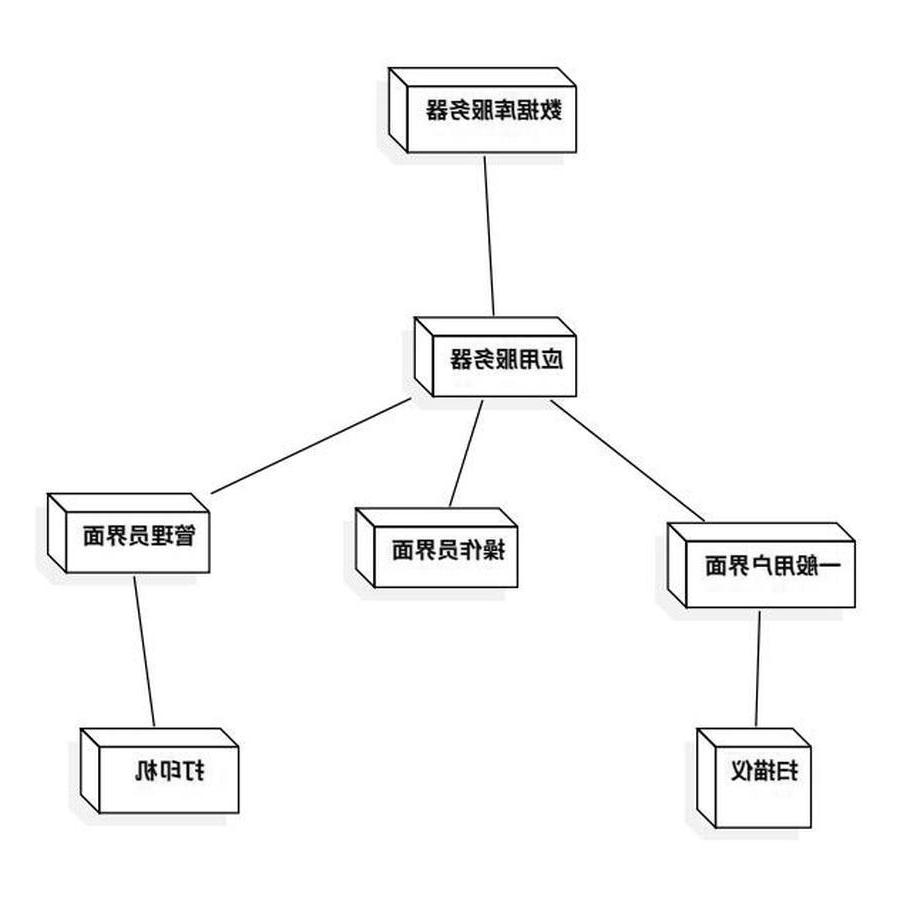 数据库服务器
应用服务器
管理员界面
操作员界面
一般用户界面
打印机
扫描仪